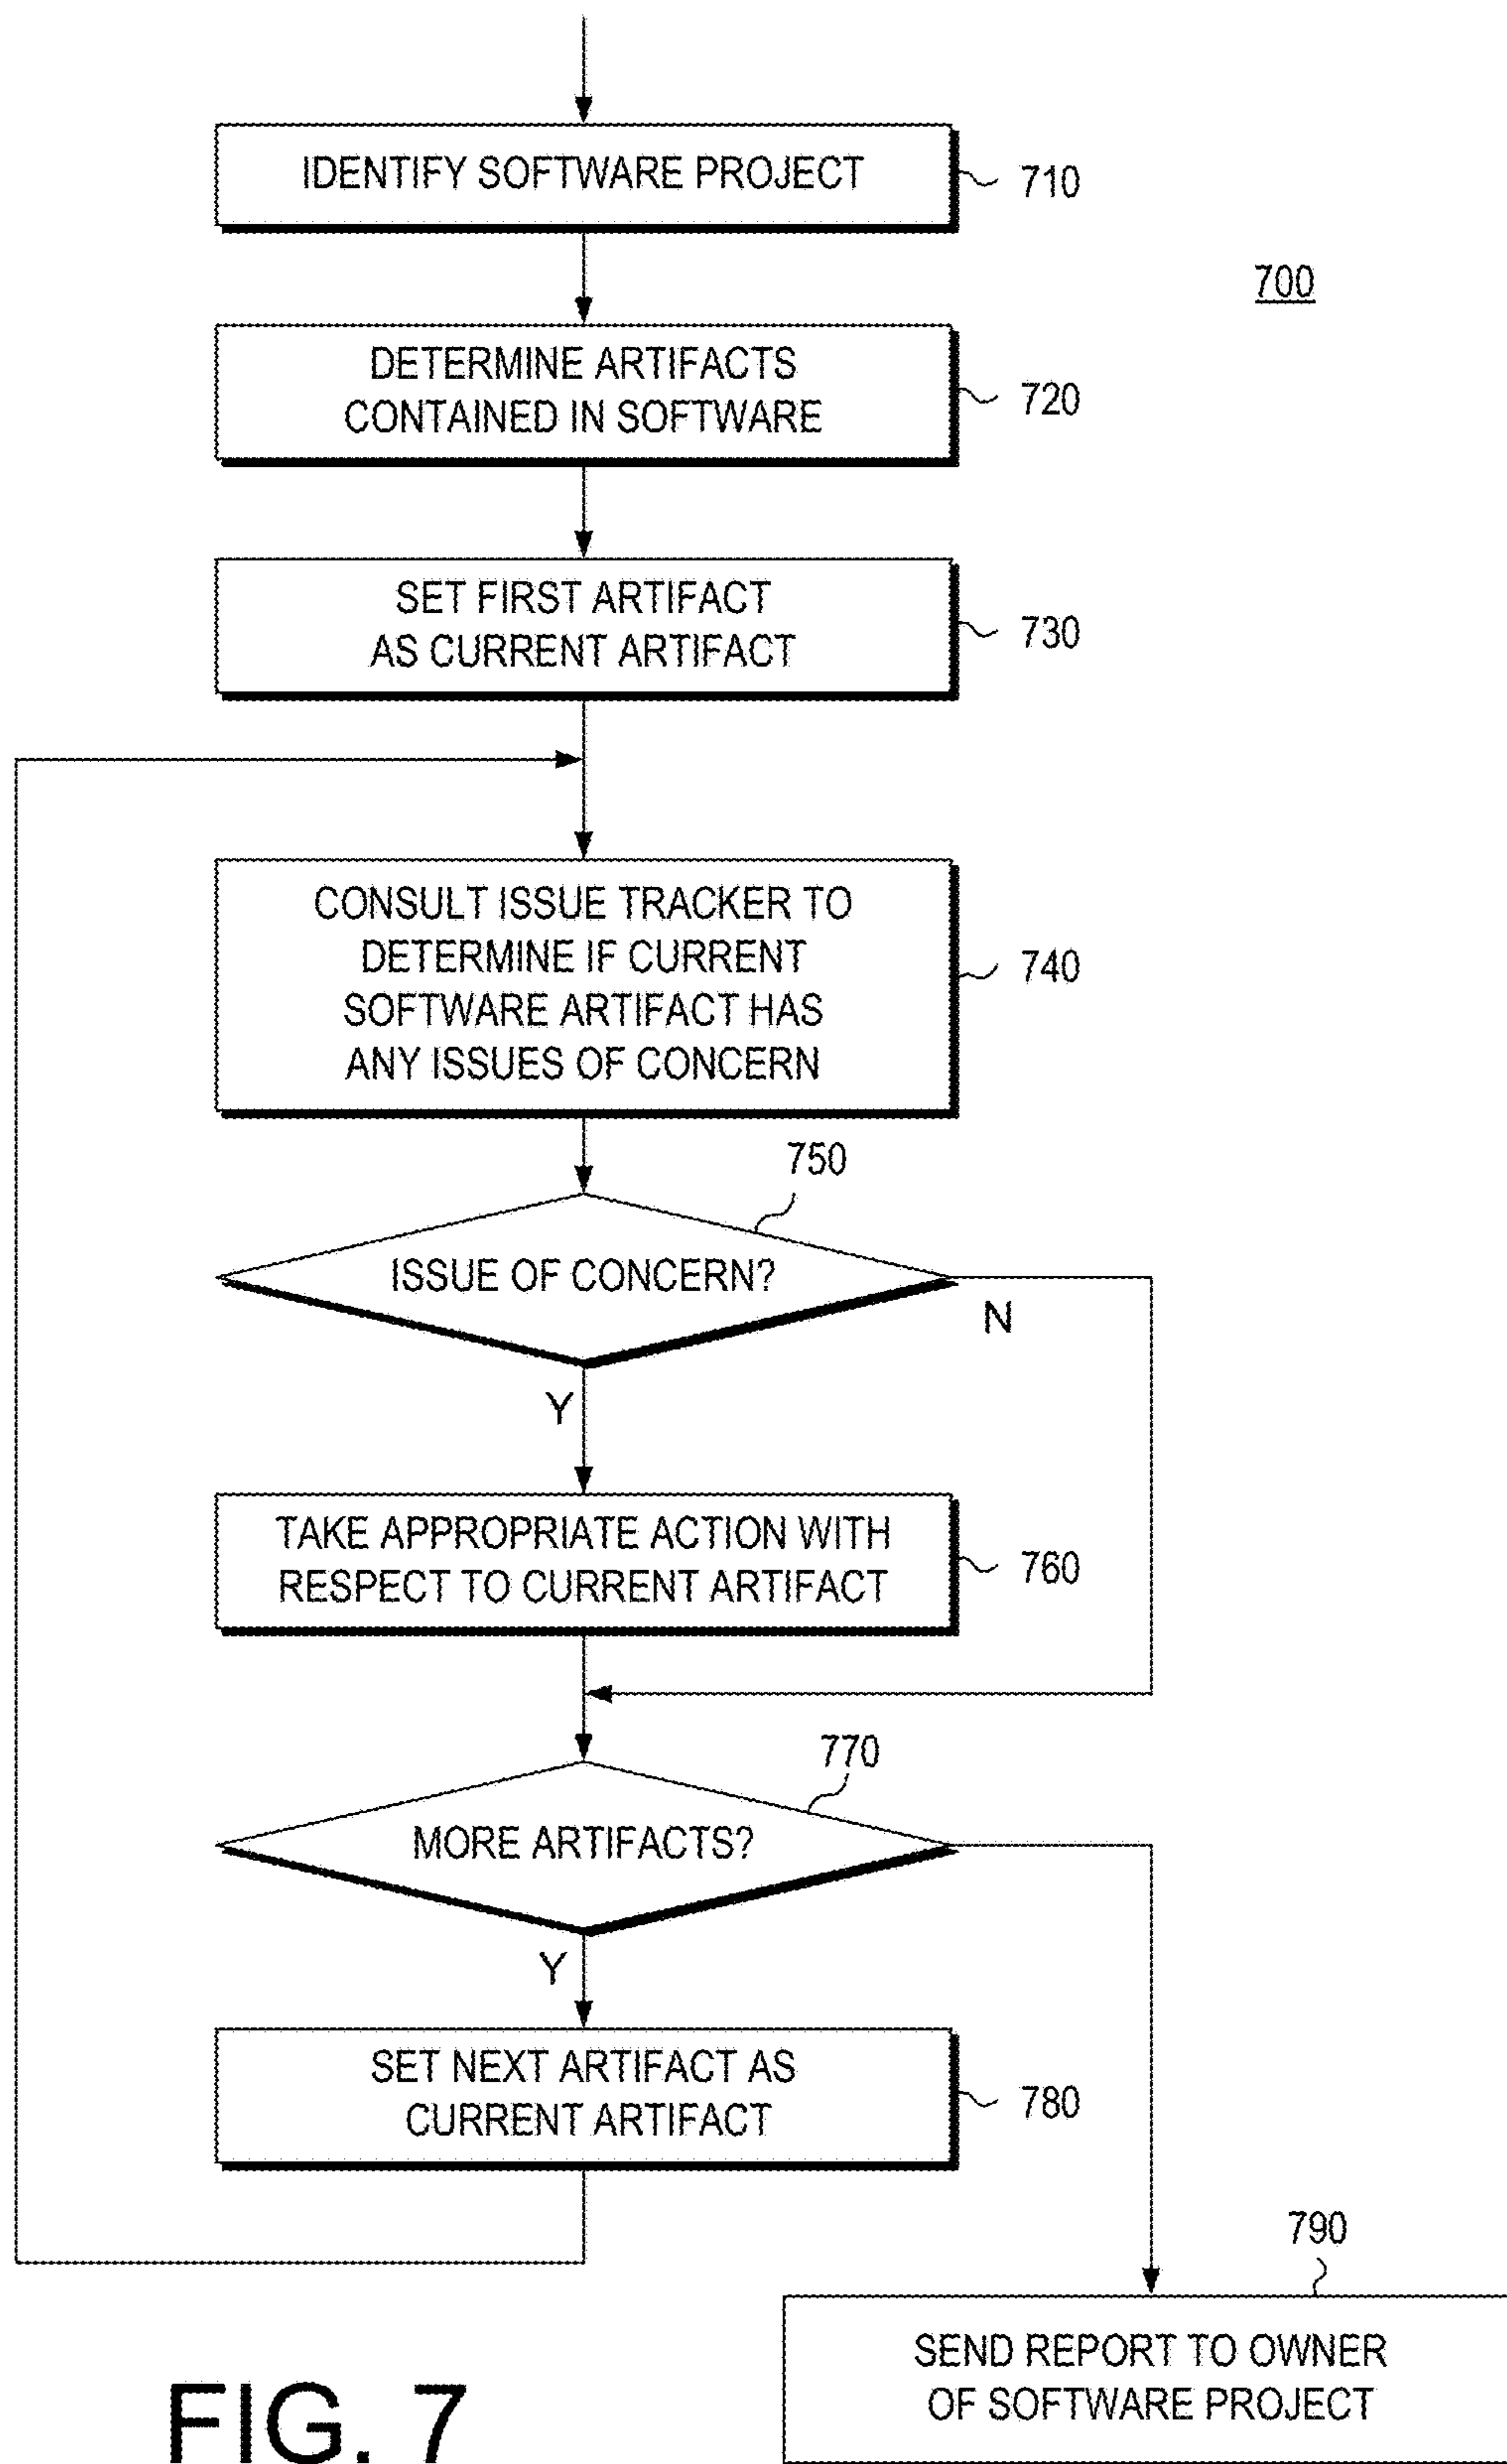 IDENTIFY SOFTWARE PROJECT
710
700
DETERMINE ARTIFACTS
CONTAINED IN SOFTWARE
720
SET FIRST ARTIFACT
AS CURRENT ARTIFACT
730
CONSULT ISSUE TRACKER TO
DETERMINE IF CURRENT
SOFTWARE ARTIFACT HAS
ANY ISSUES OF CONCERN
740
750
ISSUE OF CONCERN?
N
Y
TAKE APPROPRIATE ACTION WITH
RESPECT TO CURRENT ARTIFACT
760
770
MORE ARTIFACTS?
Y
SET NEXT ARTIFACT AS
CURRENT ARTIFACT
780
790
SEND REPORT TO OWNER
OF SOFTWARE PROJECT
FIG. 7